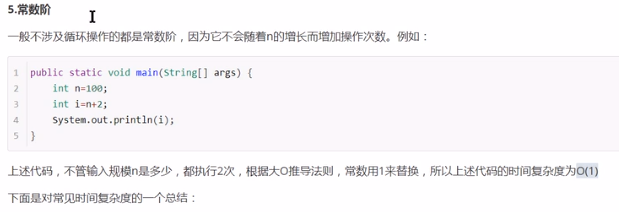 5.常数阶
一般不涉及循环操作的都是常数阶，因为它不会随着n的增长而增加操作次数。例如：
1 public static void main(String[] args) {
2 int n=100;
3 int i=n+2;
4 System.out.println(i);
5 }
上述代码，不管输入规模n是多少，都执行2次，根据大O推导法则，常数用1来替换，所以上述代码的时间复杂度为O(1)
下面是对常见时间复杂度的一个总结：